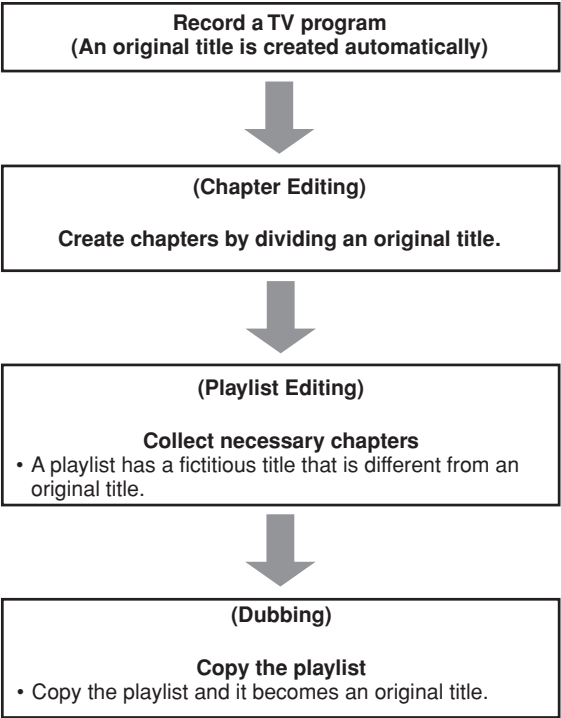 Record a TV program
(An original title is created automatically)
(Chapter Editing)
Create chapters by dividing an original title.
(Playlist Editing)
Collect necessary chapters
• A playlist has a fictitious title that is different from an
original title.
(Dubbing)
Copy the playlist
• Copy the playlist and it becomes an original title.